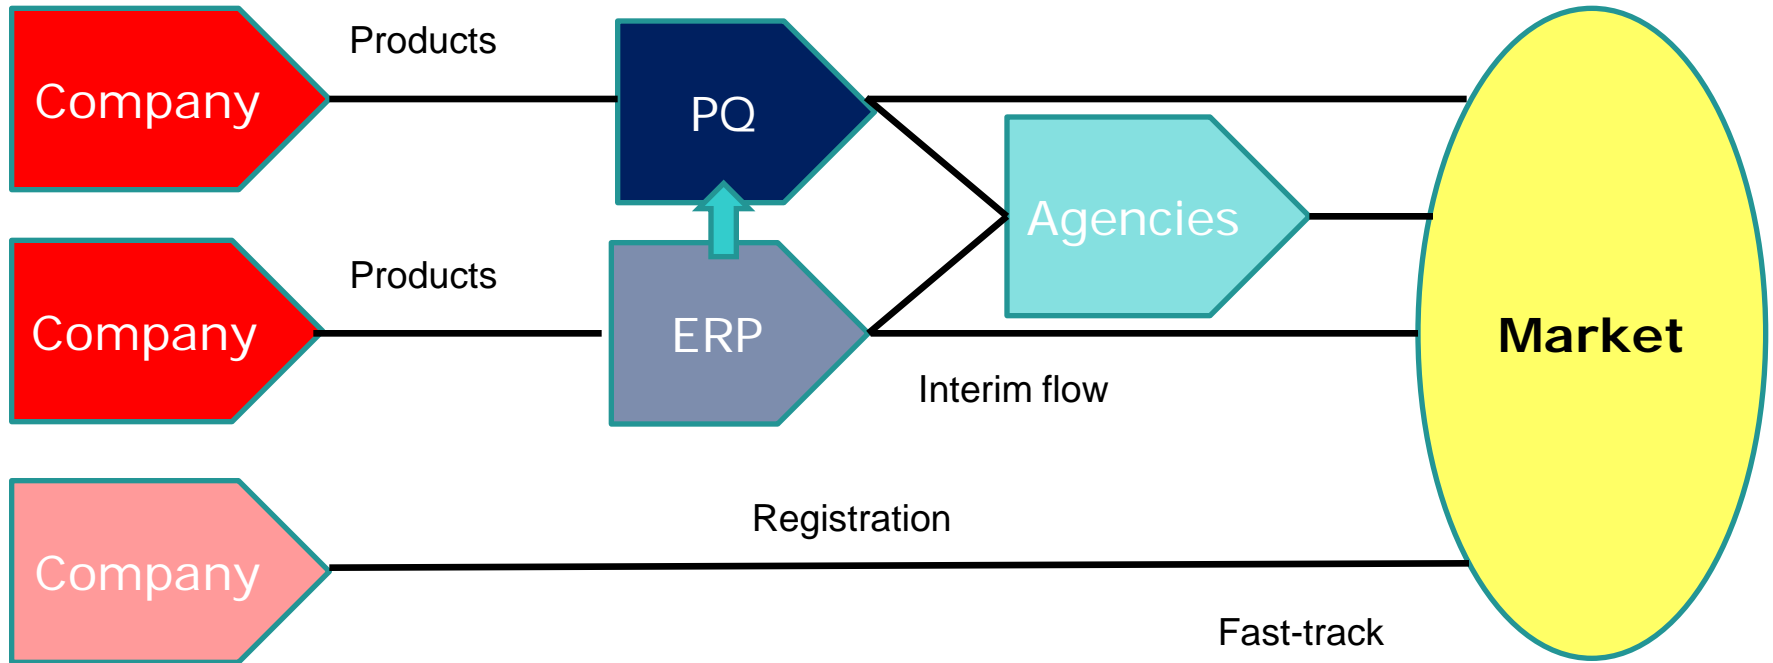 Products
Company
PQ
Agencies
Products
Company
ERP
Market
Interim flow
Registration
Company
Fast-track